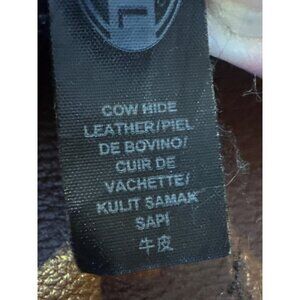 COW HIDE
LEATHER/PIEL
DE BOVINO/
CUIR DE
VACHETTE/
KULIT SAMAK
SAPI
牛皮